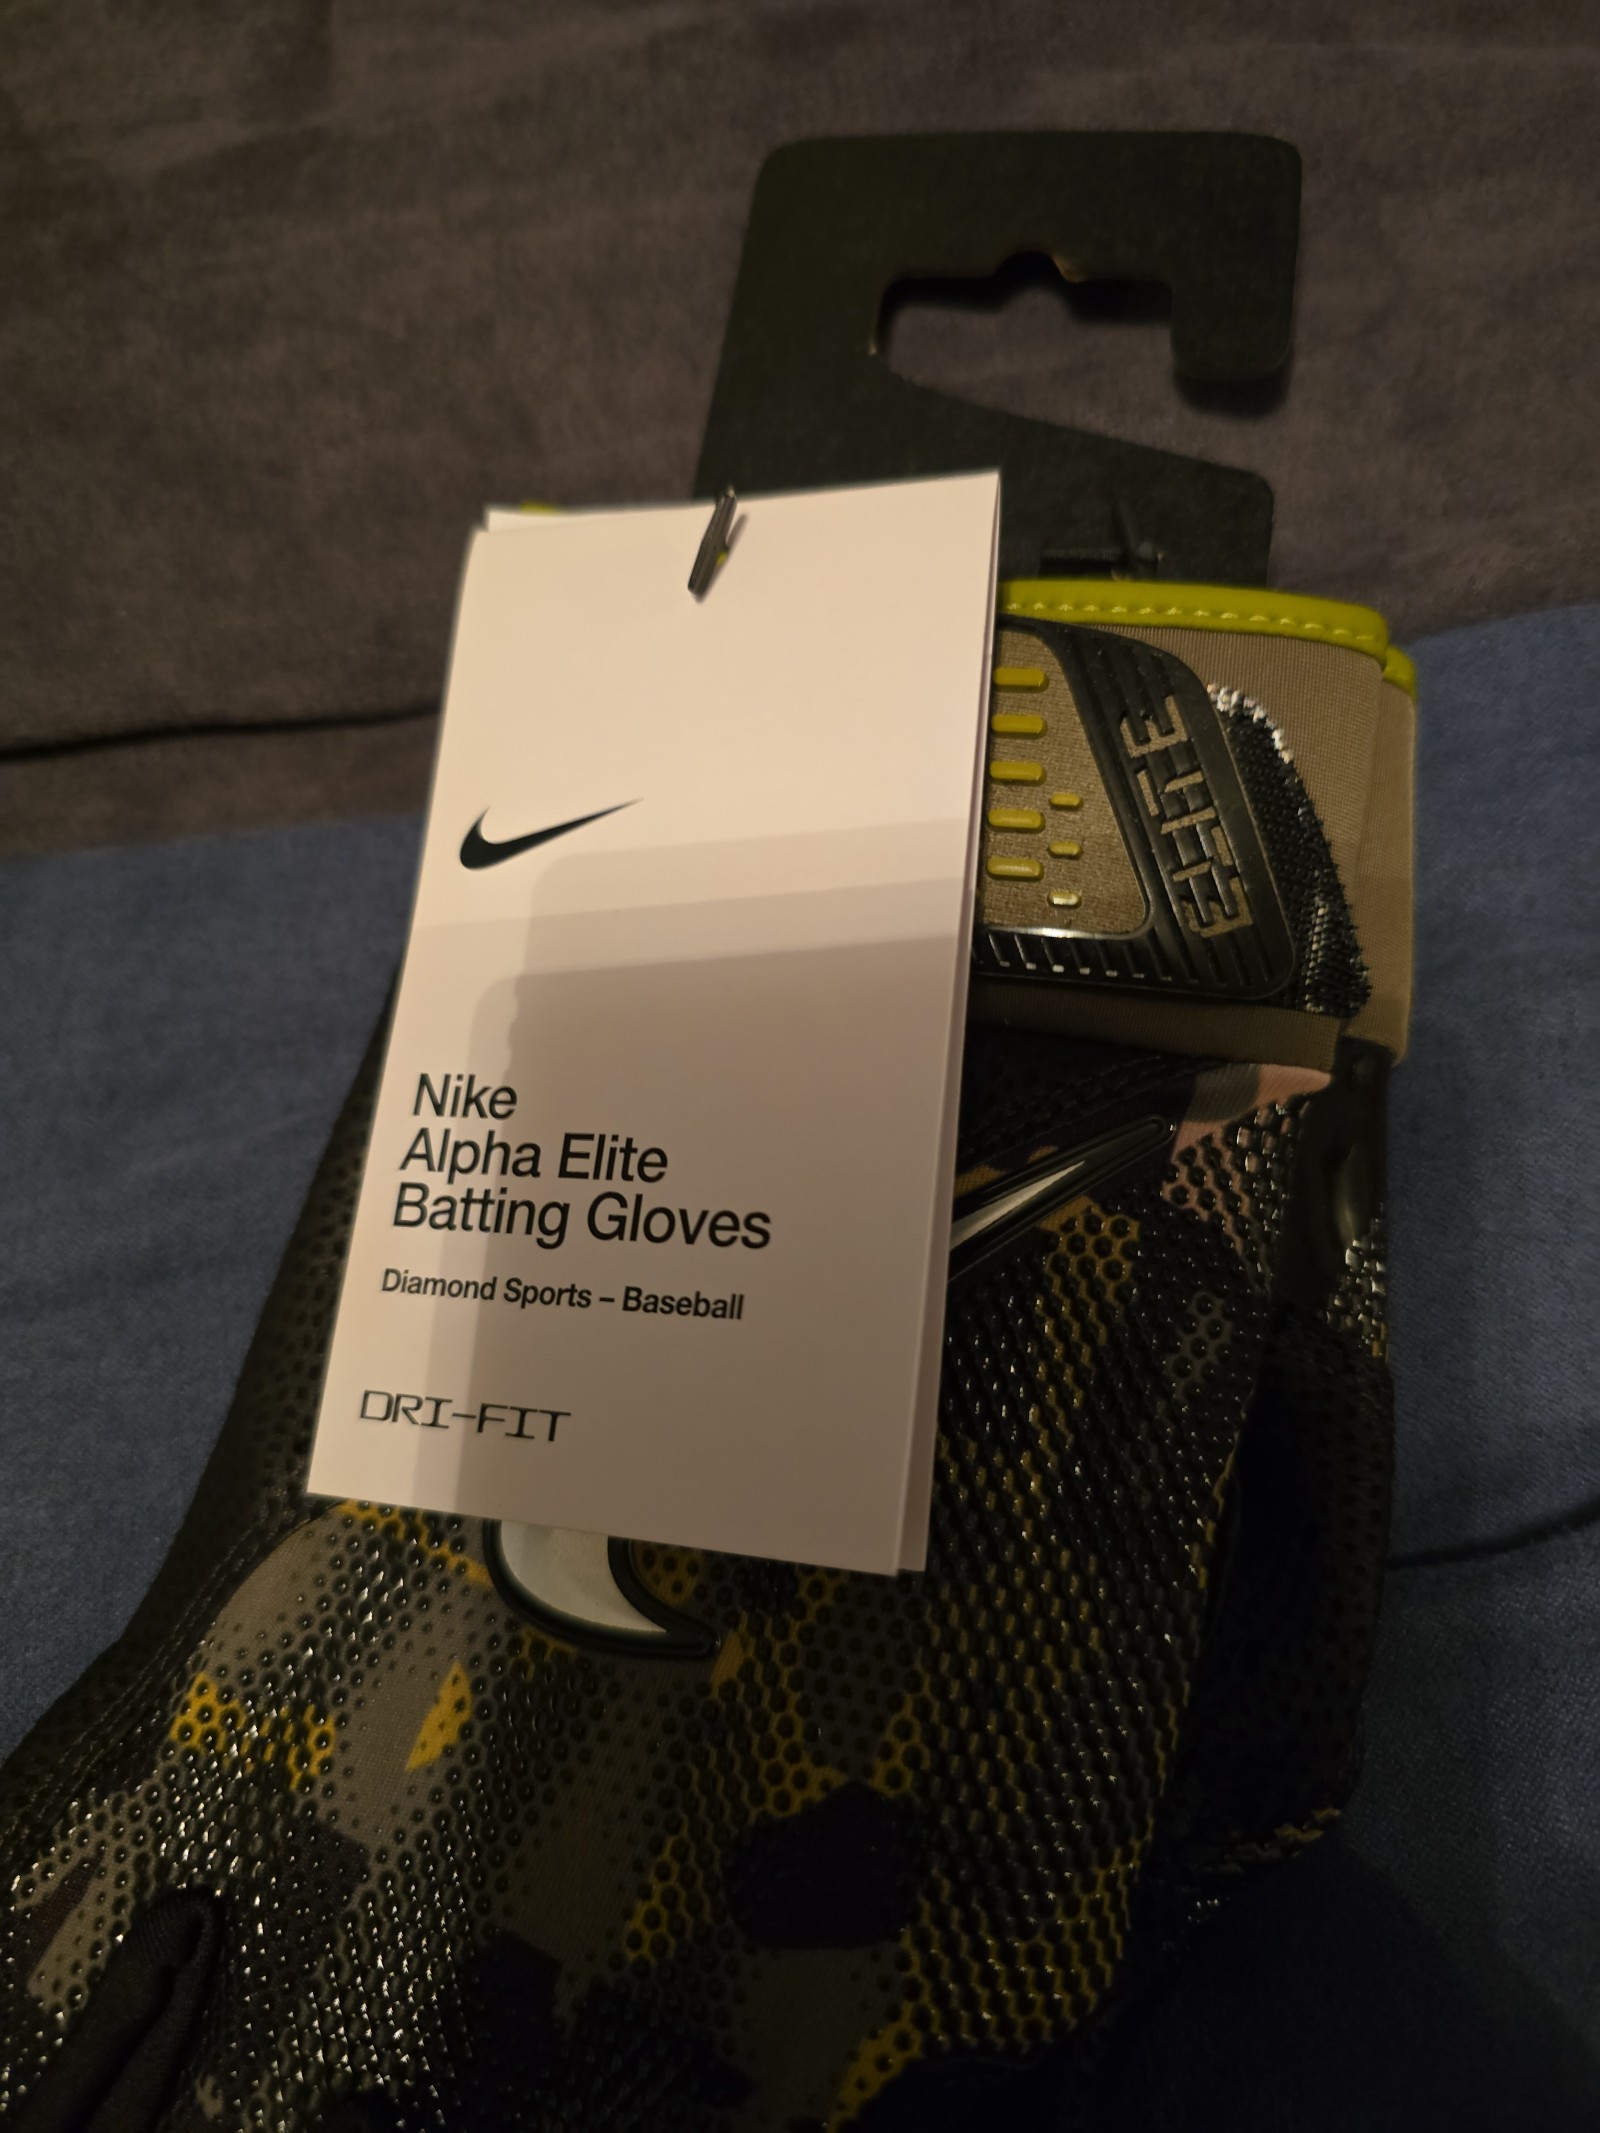 ELITE
Nike
Alpha Elite
Batting Gloves
Diamond Sports – Baseball
DRI-FIT